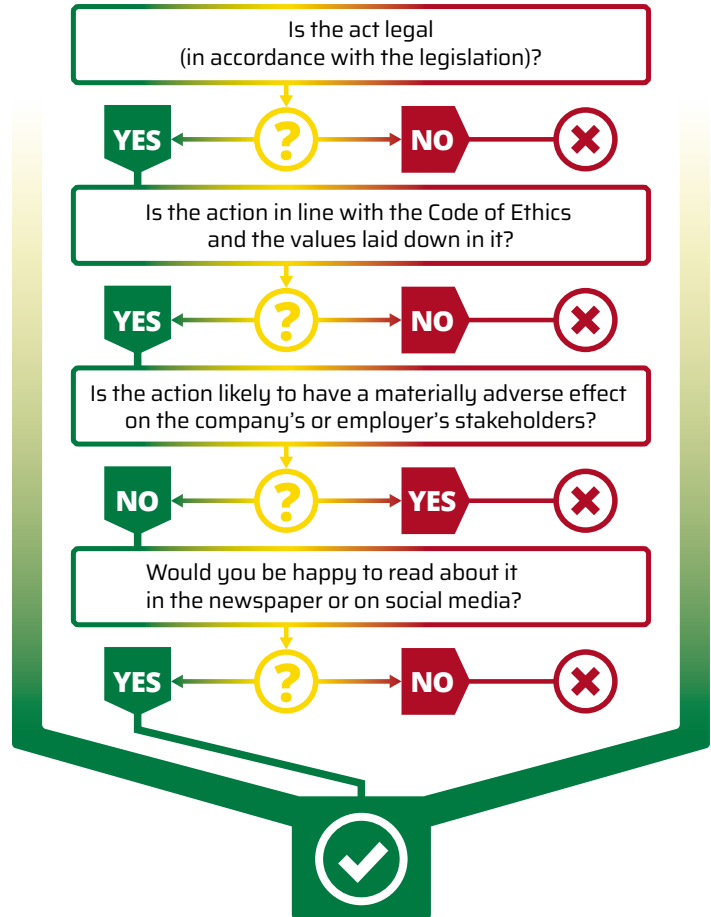 Is the act legal
(in accordance with the legislation)?
YES ? NO
Is the action in line with the Code of Ethics
and the values laid down in it?
YES ? NO
Is the action likely to have a materially adverse effect
on the company’s or employer’s stakeholders?
NO ? YES
Would you be happy to read about it
in the newspaper or on social media?
YES ? NO